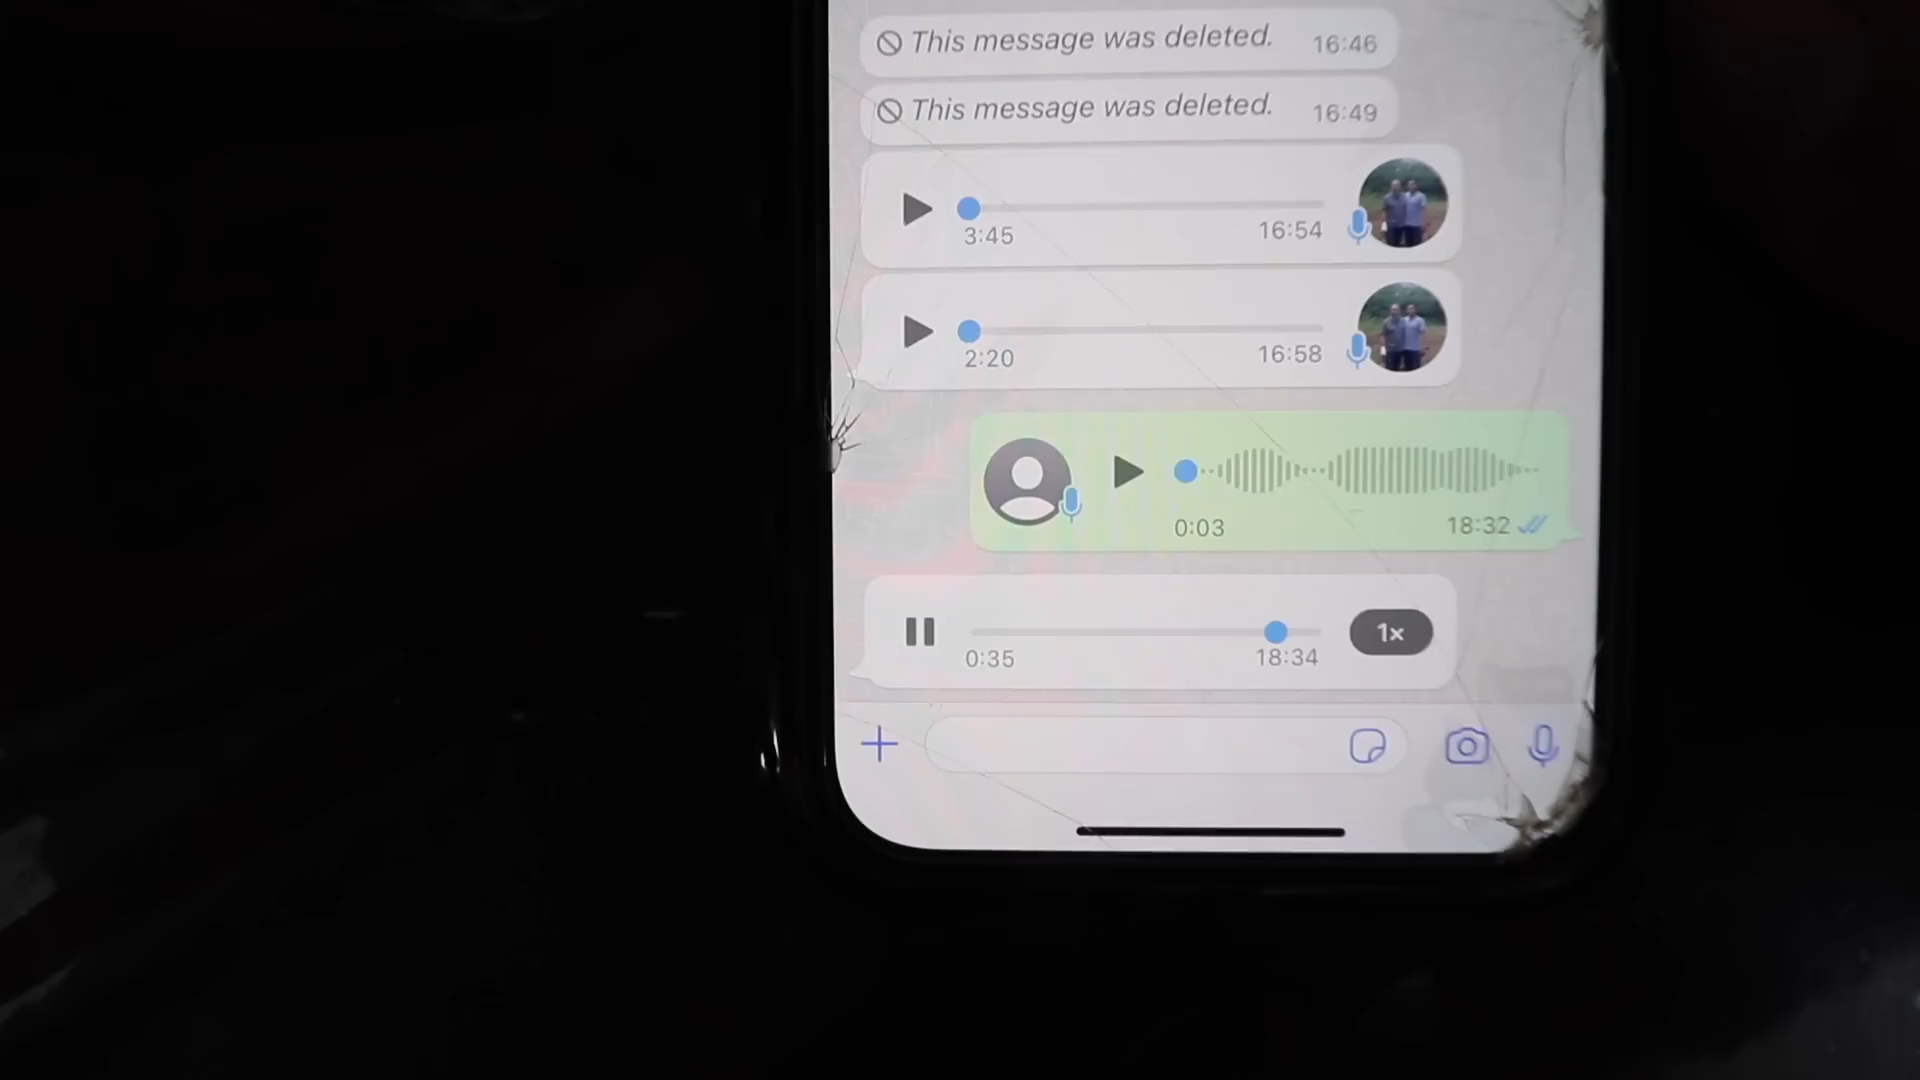 This message was deleted. 16:46
This message was deleted. 16:49
3:45 16:54
2:20 16:58
0:03 18:32
0:35 18:34
1x